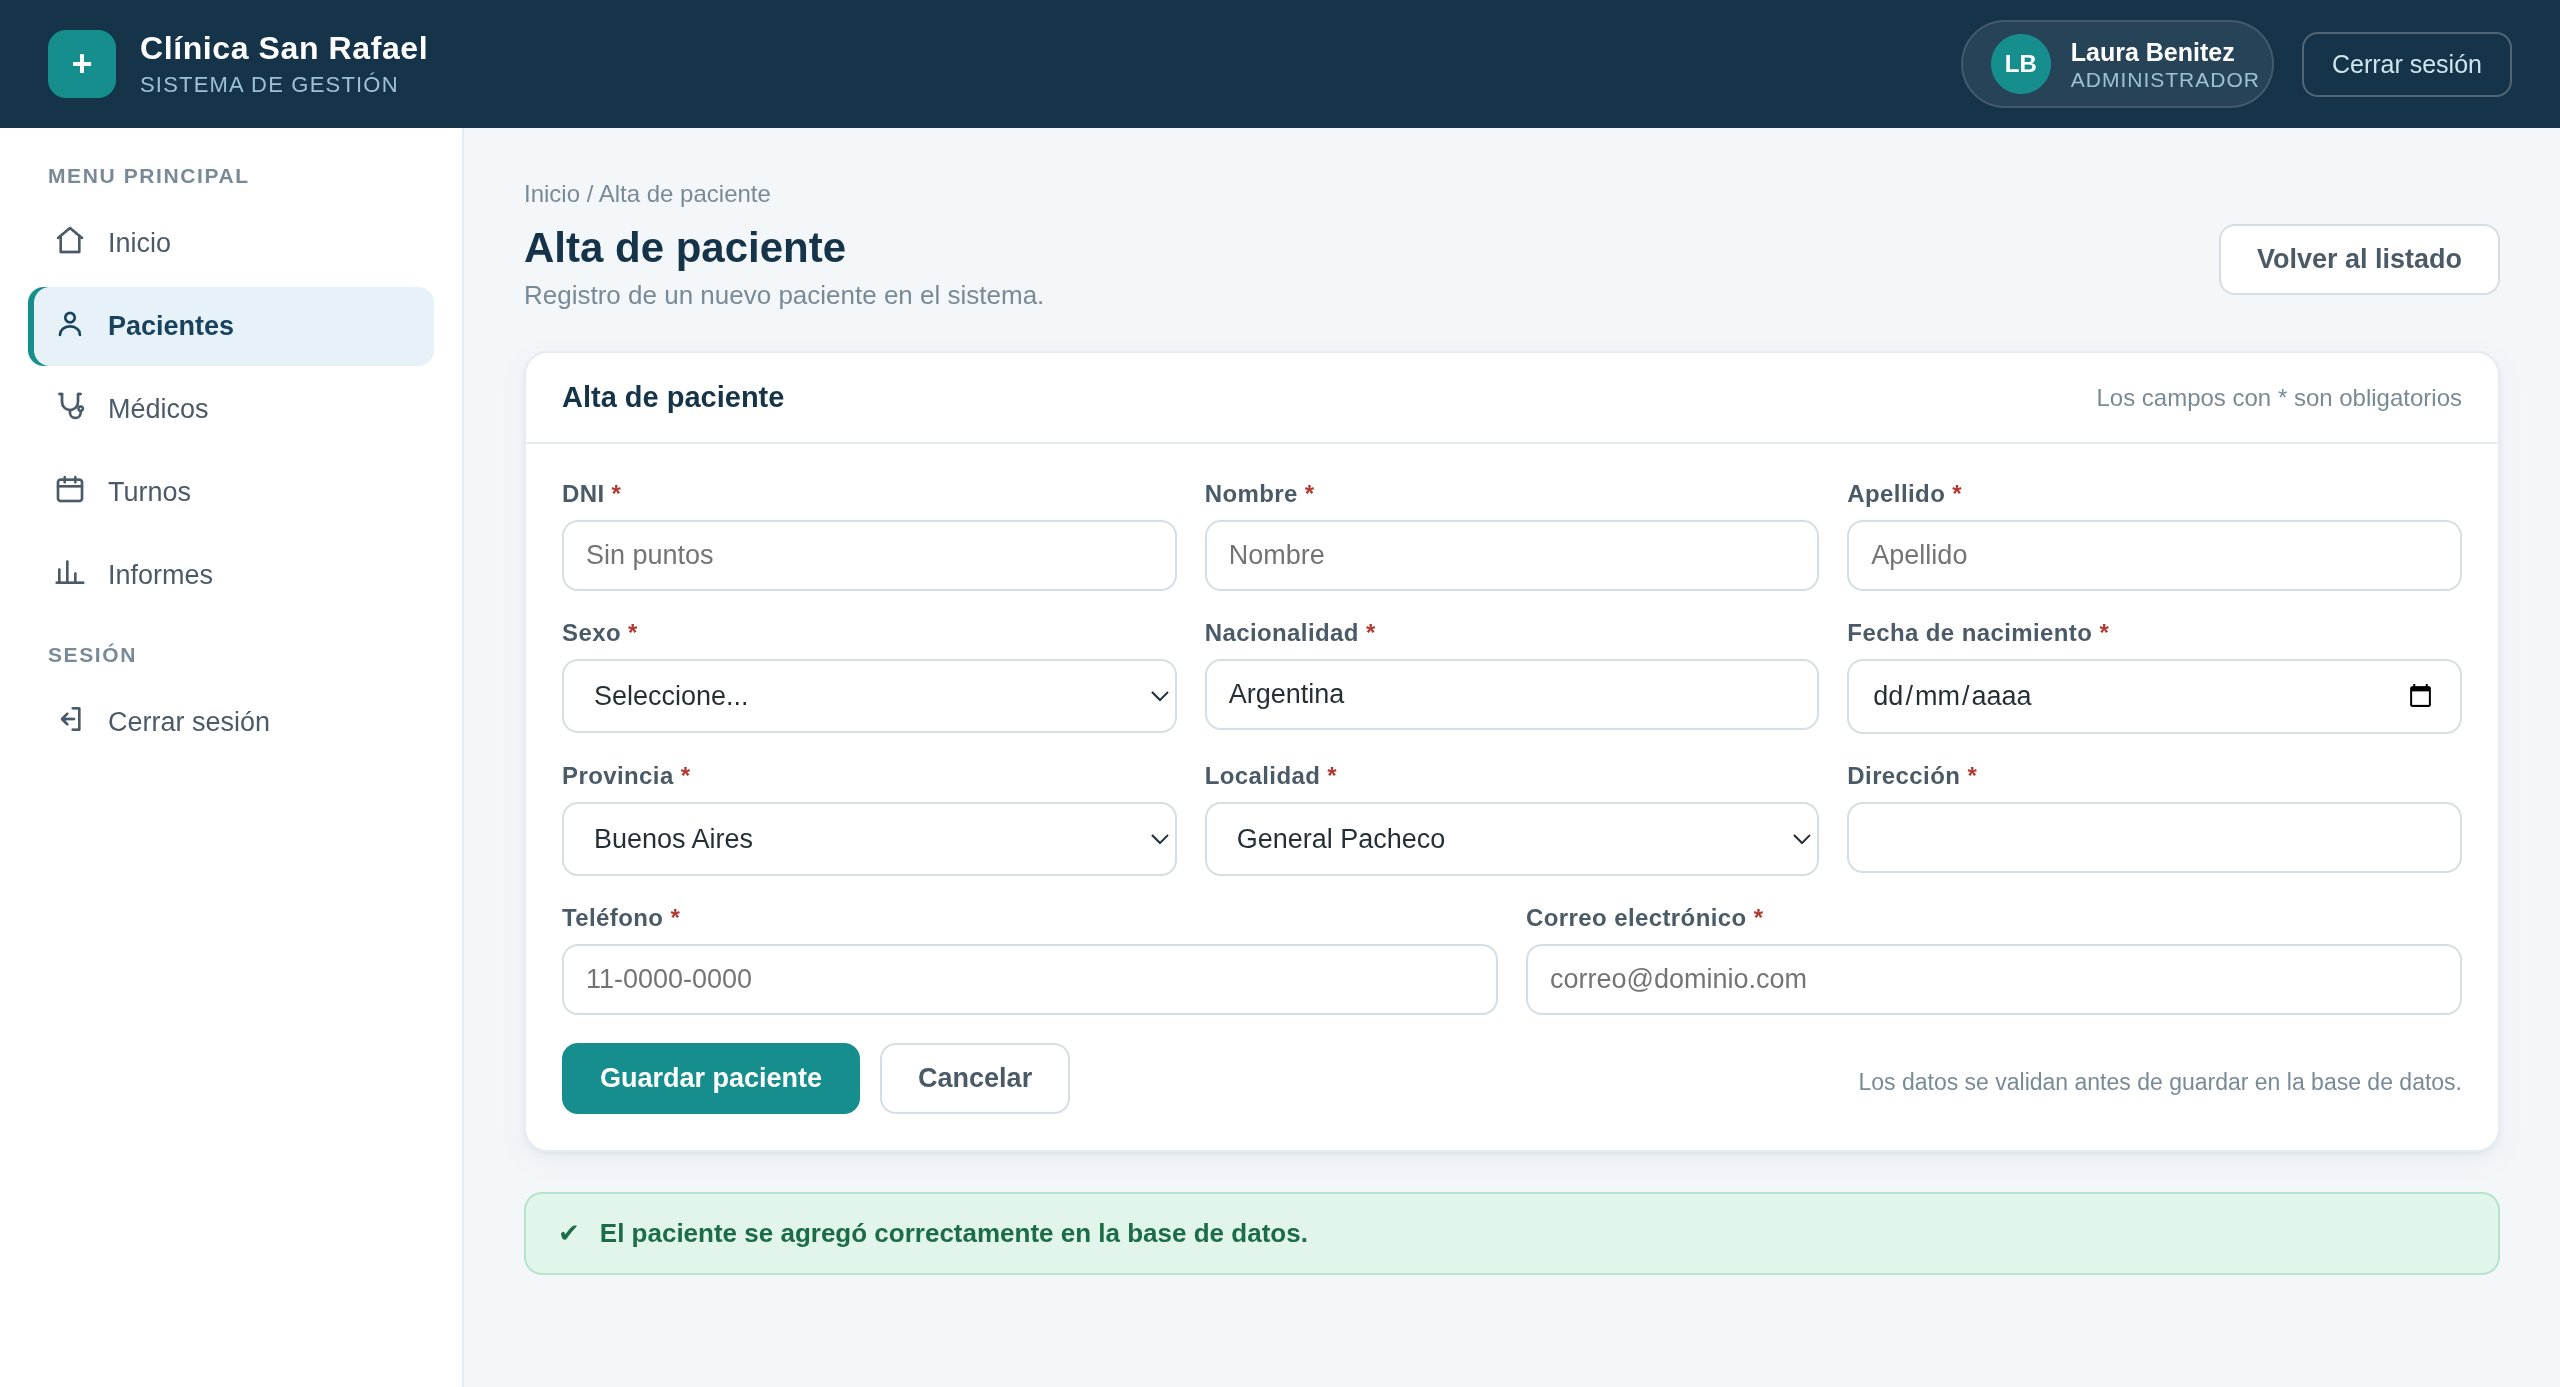 +
Clínica San Rafael
SISTEMA DE GESTIÓN
LB
Laura Benitez
ADMINISTRADOR
Cerrar sesión
MENU PRINCIPAL
Inicio
Pacientes
Médicos
Turnos
Informes
SESIÓN
Cerrar sesión
Inicio / Alta de paciente
Alta de paciente
Registro de un nuevo paciente en el sistema.
Volver al listado
Alta de paciente
Los campos con * son obligatorios
DNI *
Nombre *
Apellido *
Sin puntos
Nombre
Apellido
Sexo *
Nacionalidad *
Fecha de nacimiento *
Seleccione...
Argentina
dd/mm/aaaa
Provincia *
Localidad *
Dirección *
Buenos Aires
General Pacheco
Teléfono *
Correo electrónico *
11-0000-0000
correo@dominio.com
Guardar paciente
Cancelar
Los datos se validan antes de guardar en la base de datos.
✔ El paciente se agregó correctamente en la base de datos.